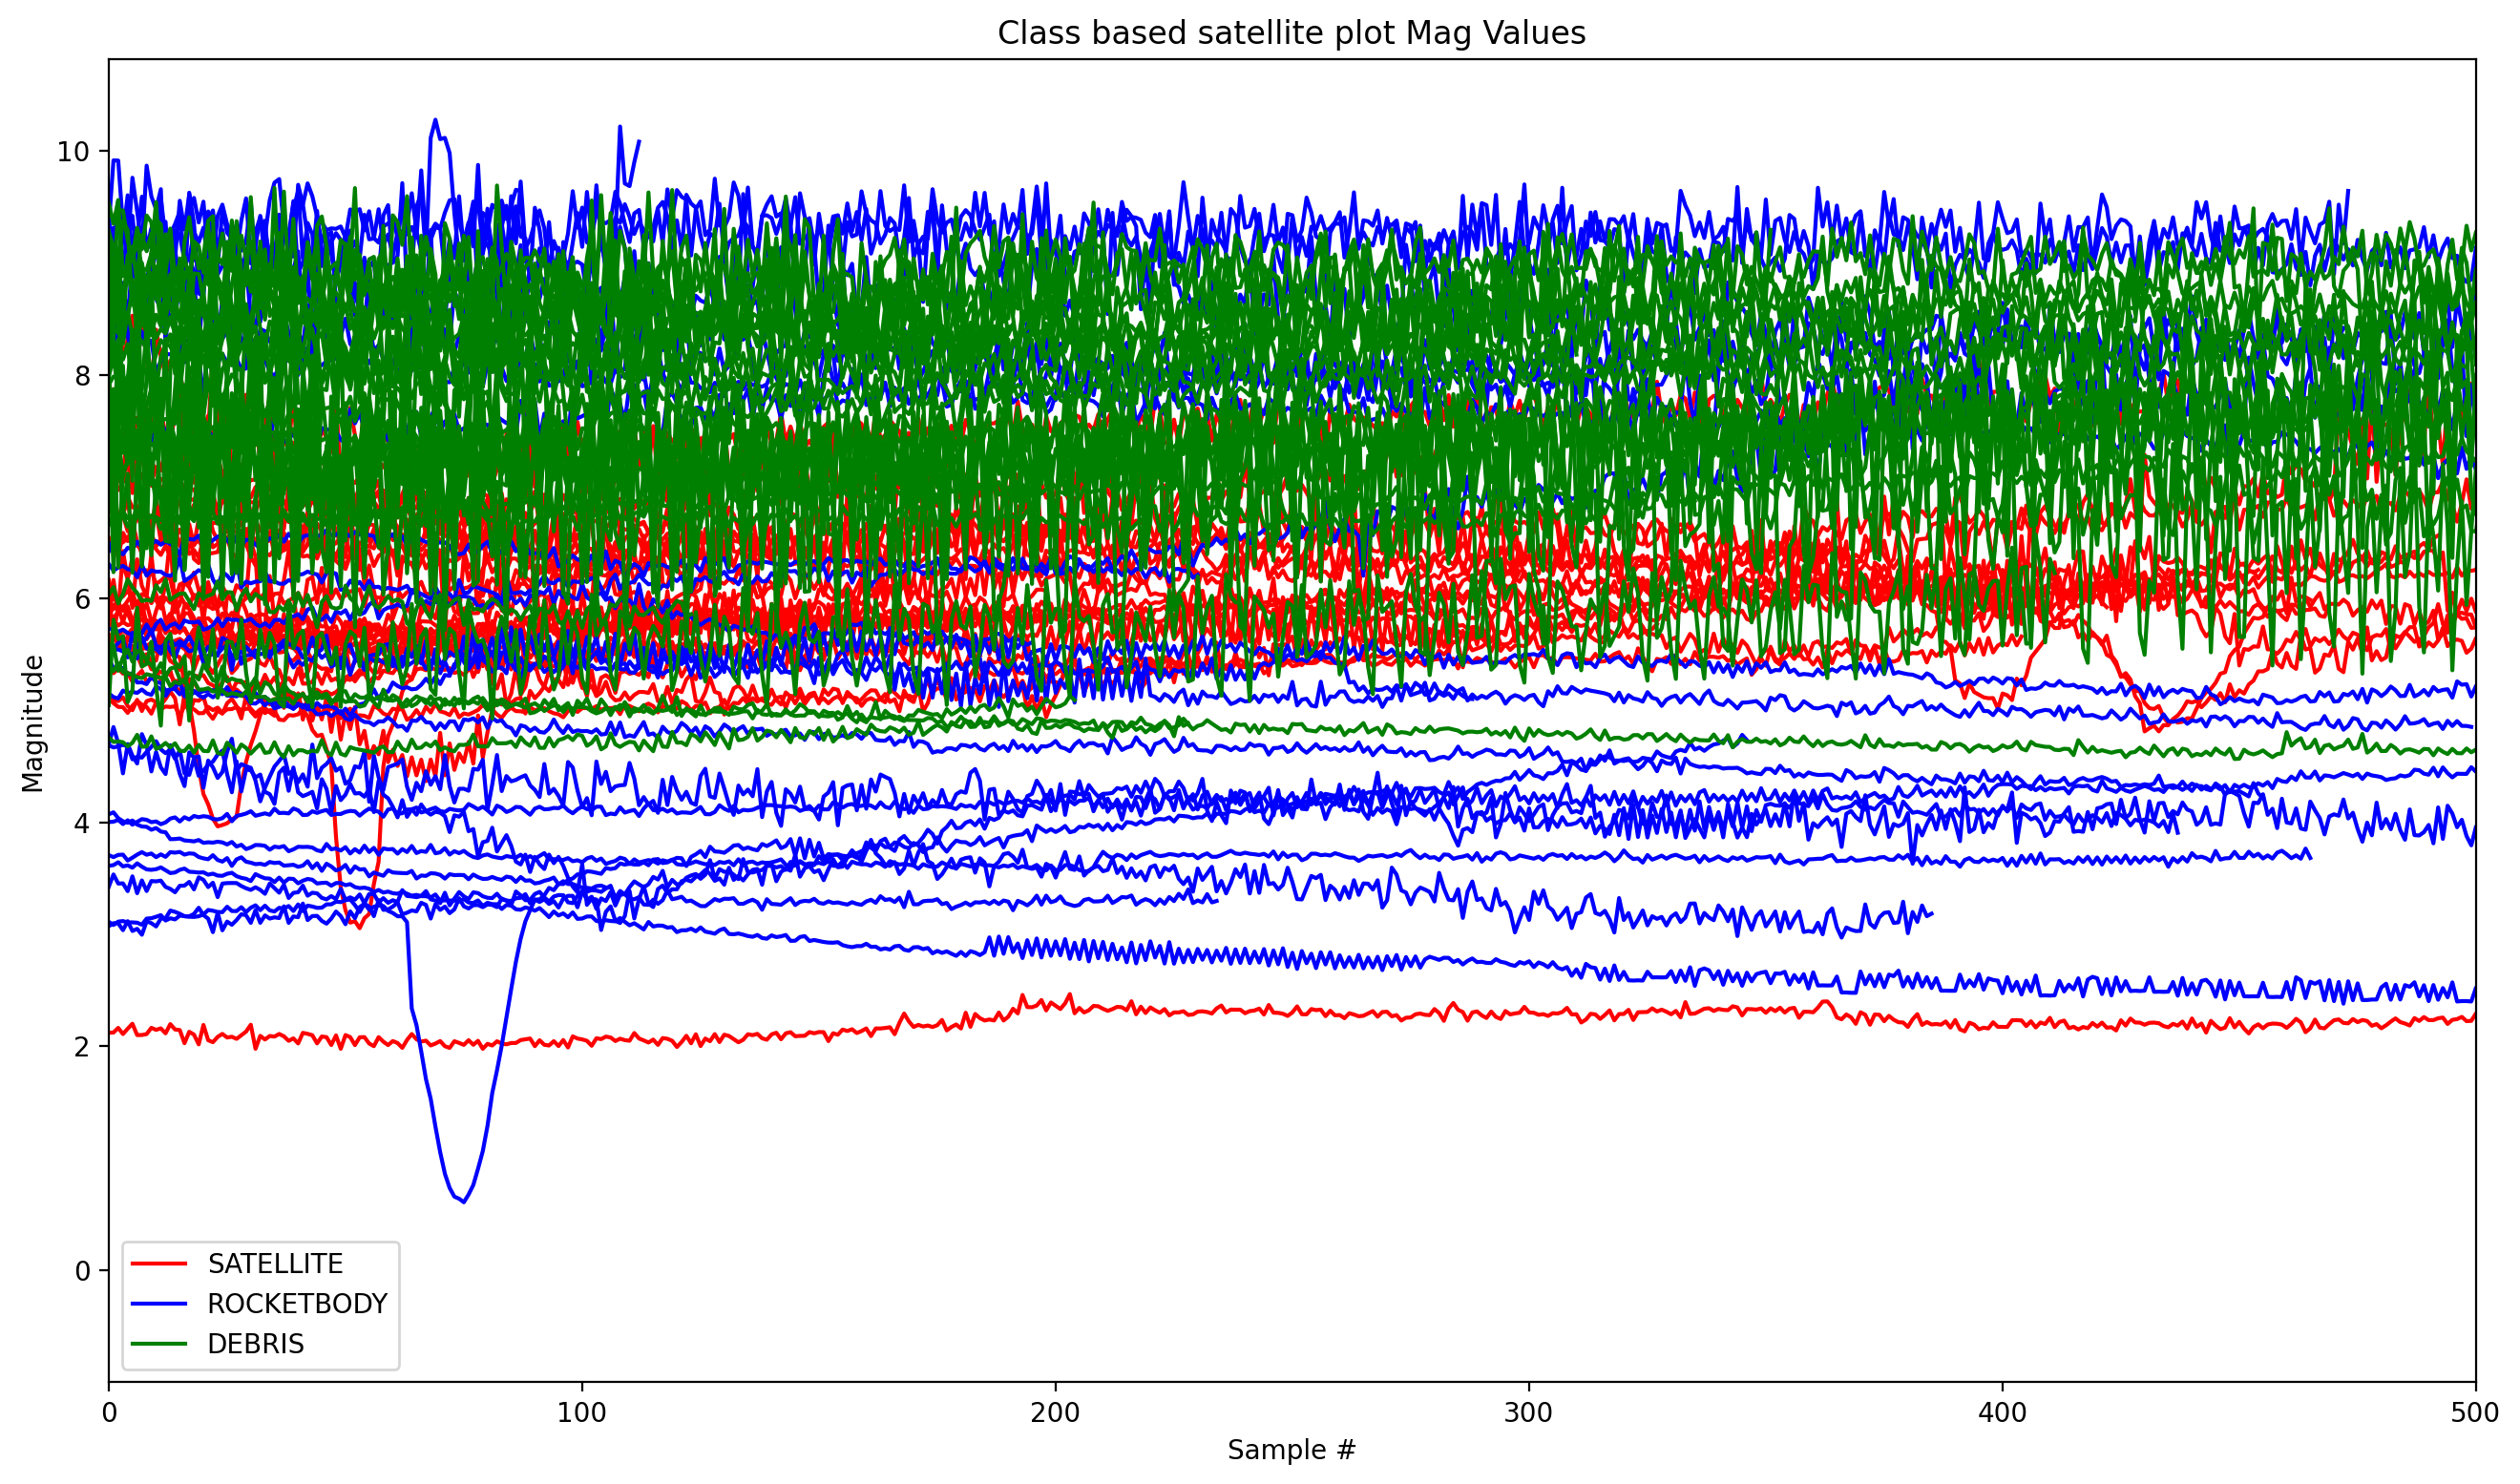 Class based satellite plot Mag Values
Magnitude
10
8
6
4
2
0
SATELLITE
ROCKETBODY
DEBRIS
0
100
200
300
400
500
Sample #